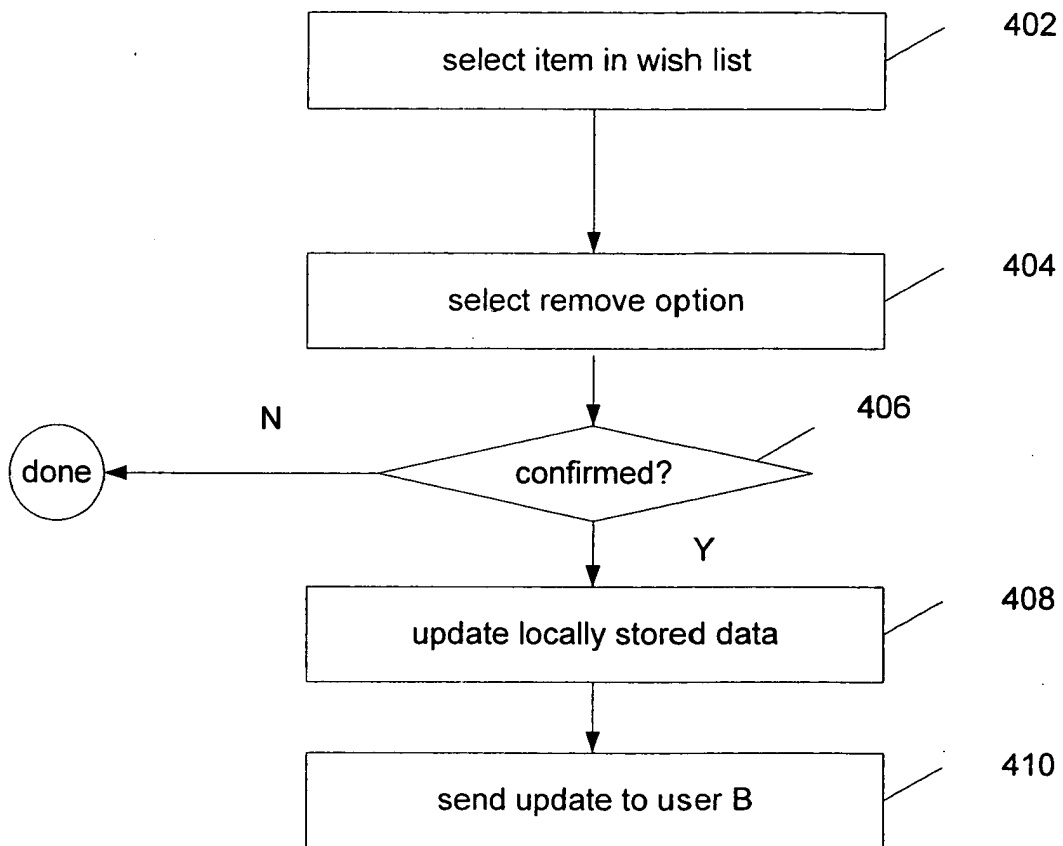 402
select item in wish list
404
select remove option
406
N
done
confirmed?
Y
408
update locally stored data
410
send update to user B